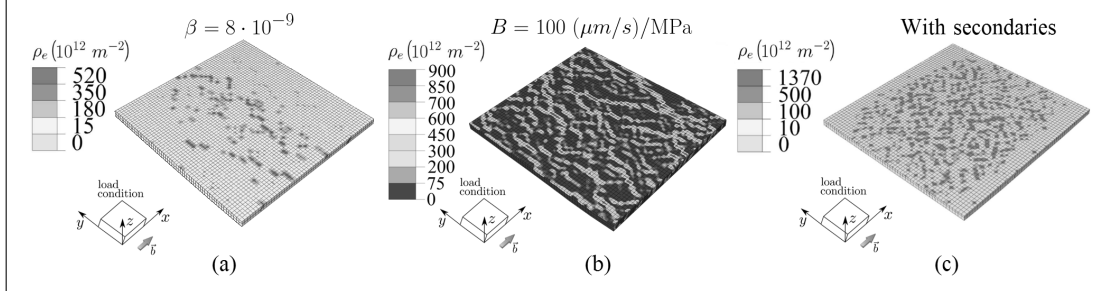 β = 8 · 10⁻⁹
ρₑ (10¹² m⁻²)
520
350
180
15
0
load
condition
y
z
x
b⃗
(a)
B = 100 (μm/s)/MPa
ρₑ (10¹² m⁻²)
900
850
700
600
450
300
200
75
0
load
condition
y
z
x
b⃗
(b)
With secondaries
ρₑ (10¹² m⁻²)
1370
500
100
10
0
load
condition
y
z
x
b⃗
(c)